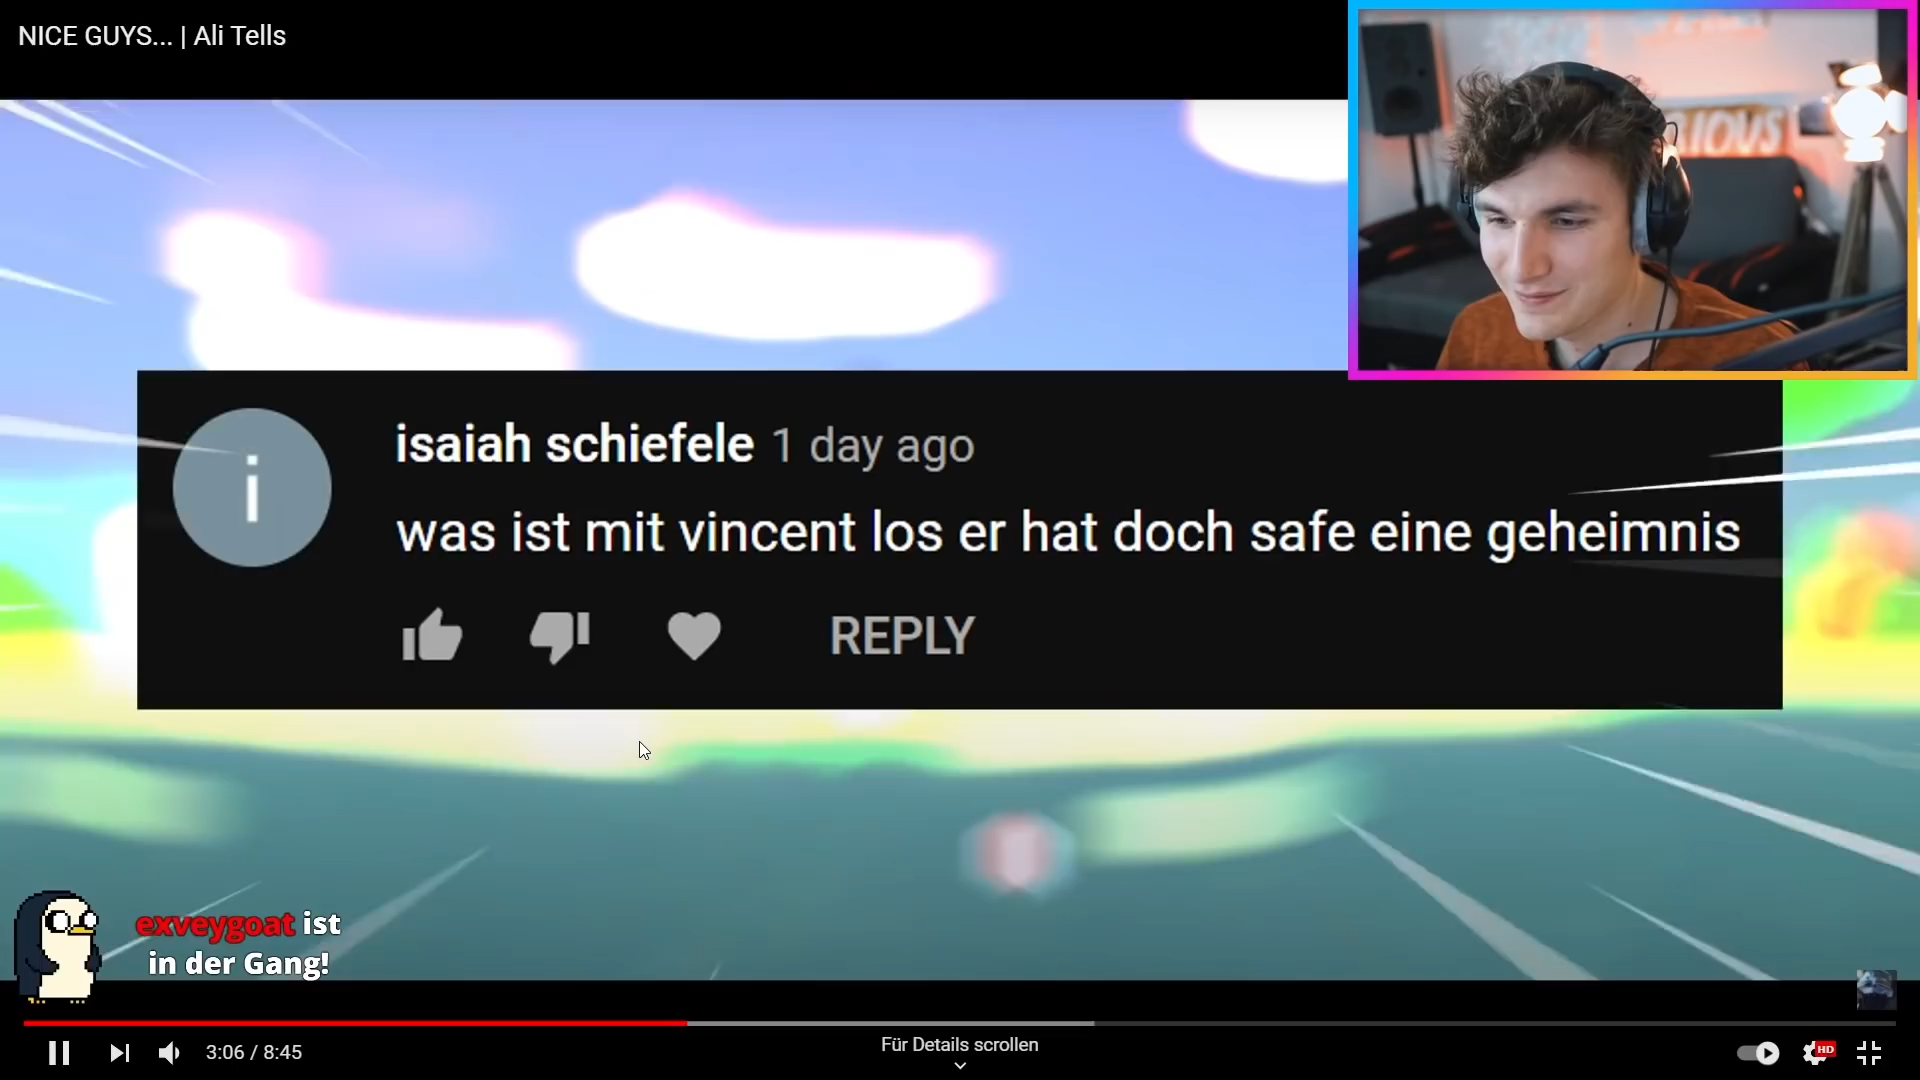 NICE GUYS... | Ali Tells
isaiah schiefele 1 day ago
i
was ist mit vincent los er hat doch safe eine geheimnis
REPLY
exveygoat ist
in der Gang!
3:06 / 8:45
Für Details scrollen
HD